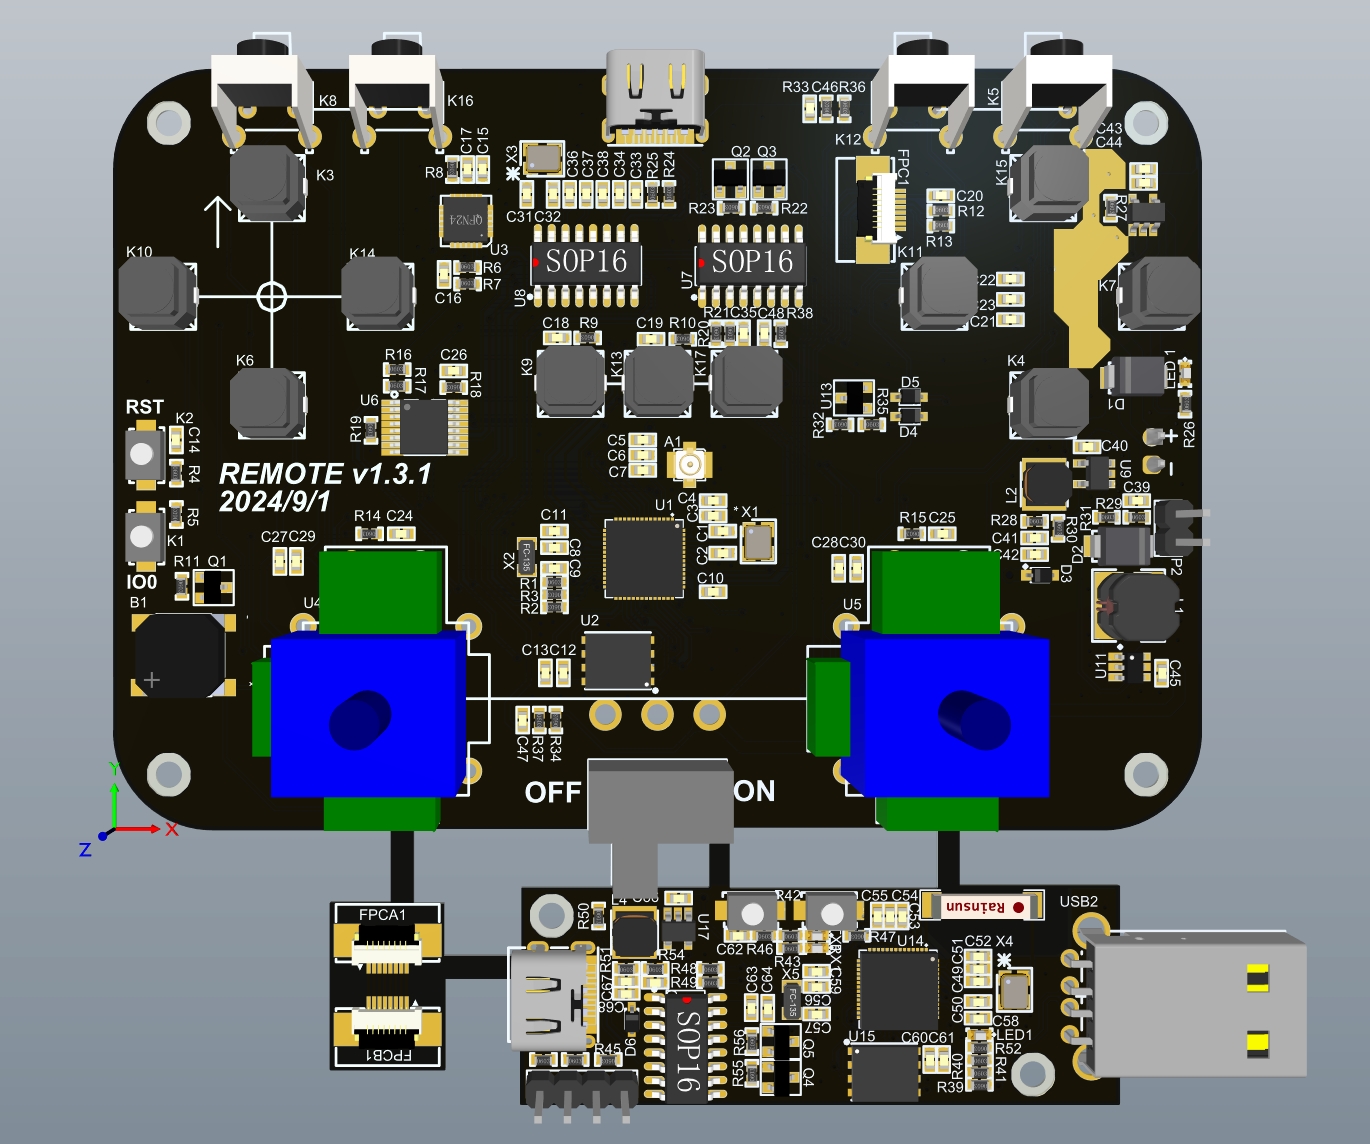 K8
K16
K12
K5
R33 C46 R36
C43
C44
K3
R8
C17
C15
X3
C36
C37
C38
C34
C33
R25
R24
Q2
Q3
FPC1
K15
C31 C32
R23
R22
C20
R12
R13
R27
QFN24
U3
K10
K14
C16
R6
R7
U8
SOP16
U7
SOP16
K11
C22
C23
C21
K7
C18
R9
C19
R10
R20
R21 C35
C48
R38
K6
R16
R17
C26
R18
K9
K13
K17
U13
R32
R35
D5
D4
K4
D1
LED1
R26
RST
K2
C14
R4
U6
R19
C5
C6
C7
A1
C40
U9
L2
+
-
REMOTE v1.3.1
2024/9/1
R5
K1
IO0
R14
C24
C11
C8
C9
X2
FC-135
R1
R3
R2
U1
C4
C3
C1
C2
*X1
C10
R15
C25
C28 C30
R28
C41
C42
R30
R31
R29
C39
D2
D3
P2
L1
C27 C29
R11
Q1
B1
+
U4
U5
U2
C13 C12
U11
C45
C47
R37
R34
OFF
ON
Y
X
Z
FPCA1
FPCB1
R50
L4
U17
R42
C55 C54
C53
Rainsun
USB2
R51
R54
R48
R49
C62
R46
R43
R47
U14
C52
X4
C51
C49
C50
C58
C67
C68
D6
R45
SOP16
C63
C64
X5
FC-135
C59
C56
C57
R56
R55
Q5
Q4
U15
C60 C61
LED1
R52
R41
R40
R39